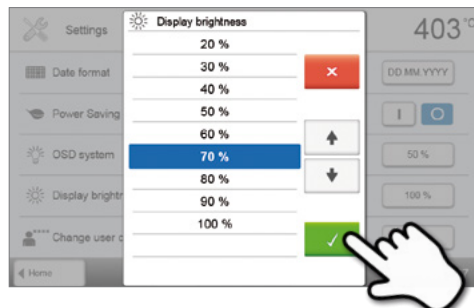 Settings
403°C
Display brightness
20 %
30 %
40 %
50 %
60 %
70 %
80 %
90 %
100 %
Date format
DD.MM.YYYY
Power Saving
I O
OSD system
50 %
Display brightr
100 %
Change user c
Home